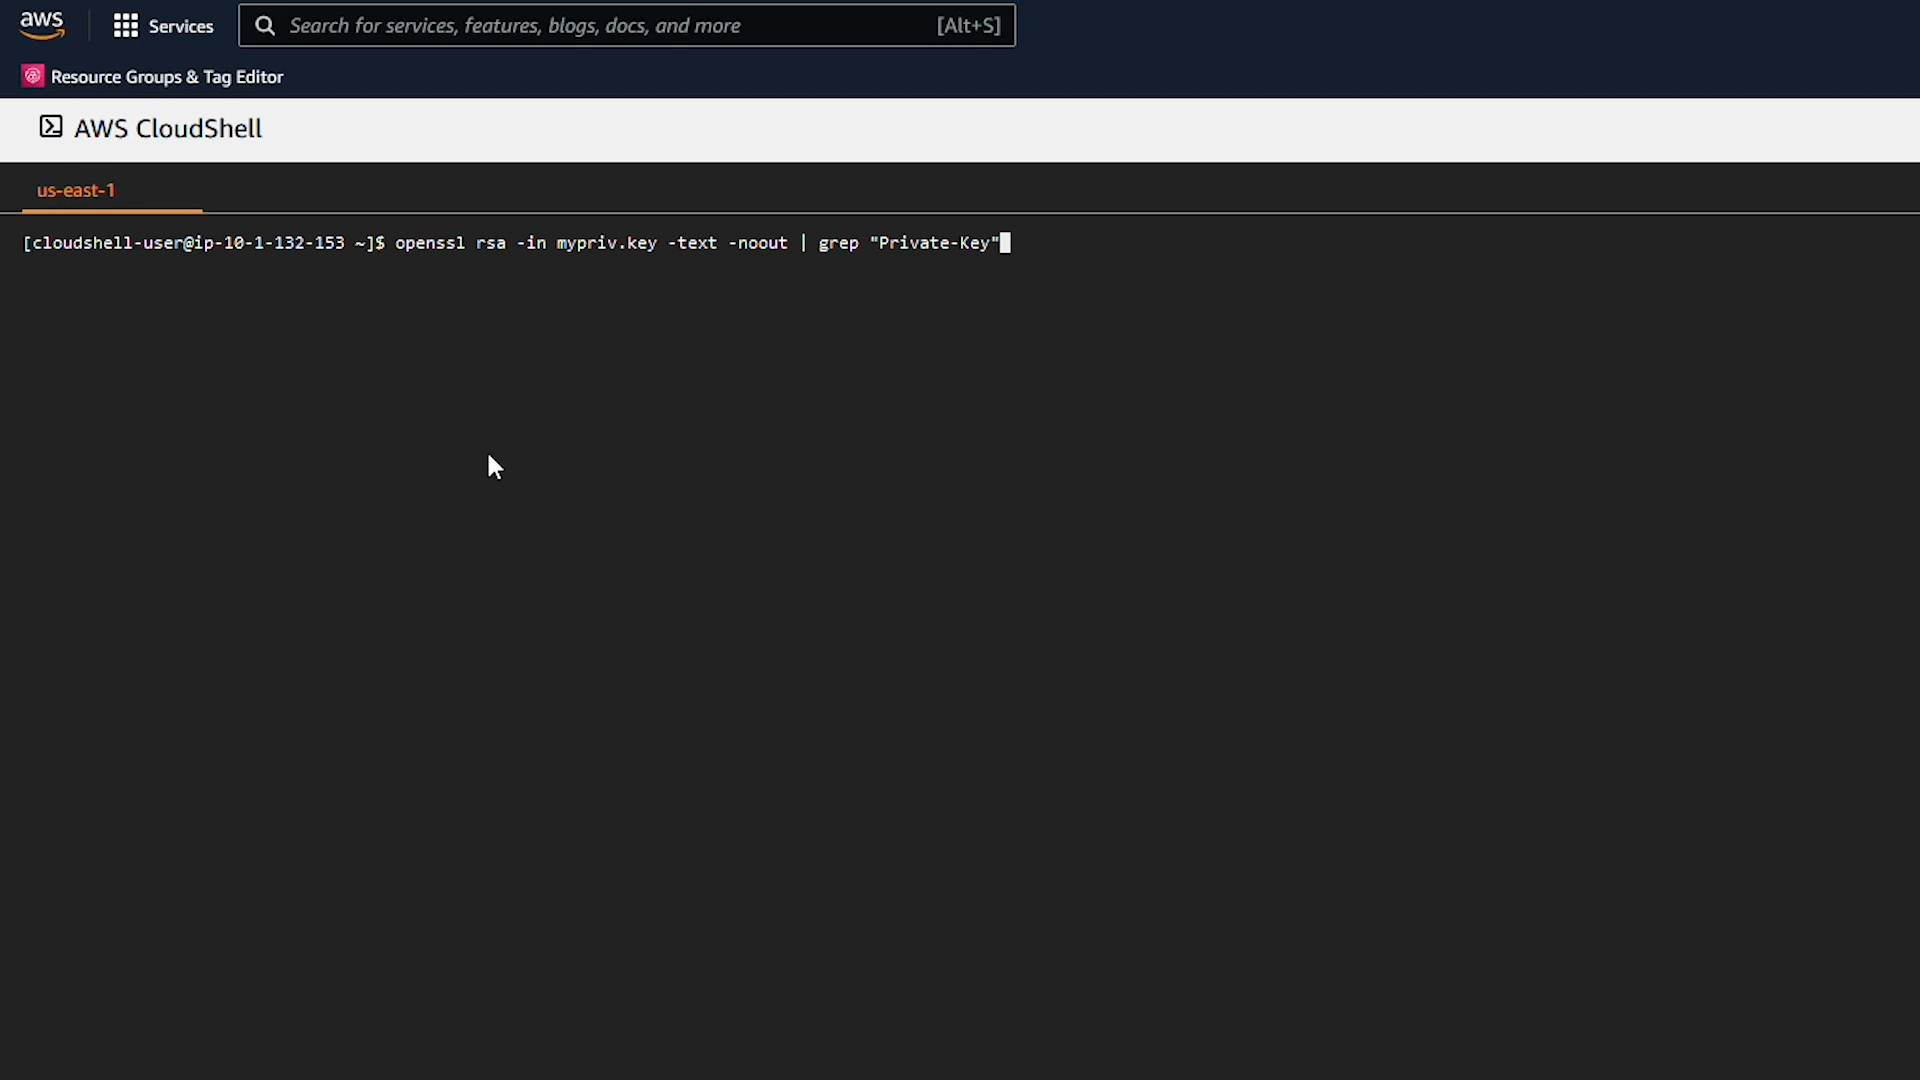 aws Services Search for services, features, blogs, docs, and more [Alt+S]
Resource Groups & Tag Editor
AWS CloudShell
us-east-1
[cloudshell-user@ip-10-1-132-153 ~]$ openssl rsa -in mypriv.key -text -noout | grep "Private-Key"